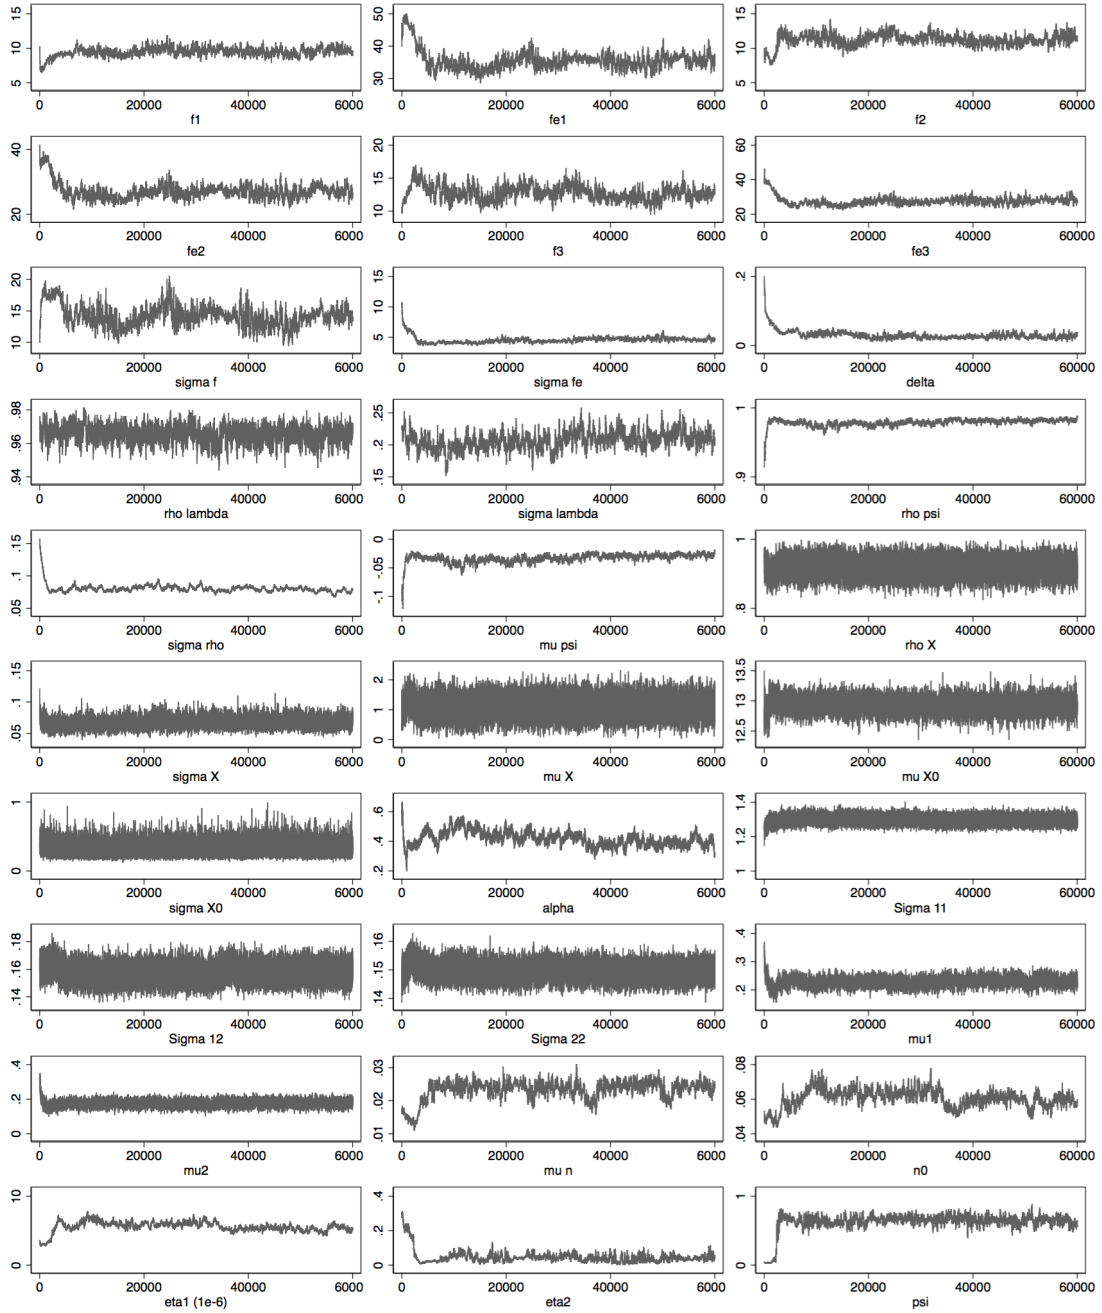 15 10 5
0 20000 40000 6000
f1
50 40 30
0 20000 40000 6000
fe1
15 10 5
0 20000 40000 60000
f2
40 20
0 20000 40000 6000
fe2
20 15 10
0 20000 40000 6000
f3
60 40 20
0 20000 40000 60000
fe3
20 15 10
0 20000 40000 6000
sigma f
15 10 5
0 20000 40000 6000
sigma fe
.2 0
0 20000 40000 60000
delta
.98 .96 .94
0 20000 40000 6000
rho lambda
.25 .2 .15
0 20000 40000 6000
sigma lambda
1 .9
0 20000 40000 60000
rho psi
.15 .1 .05
0 20000 40000 6000
sigma rho
0 -.05 -.1
0 20000 40000 6000
mu psi
1 .8
0 20000 40000 60000
rho X
.15 .1 .05
0 20000 40000 6000
sigma X
2 1 0
0 20000 40000 6000
mu X
13.5 13 12.5
0 20000 40000 60000
mu X0
1 0
0 20000 40000 6000
sigma X0
.6 .4 .2
0 20000 40000 6000
alpha
1.4 1.2 1
0 20000 40000 60000
Sigma 11
.18 .16 .14
0 20000 40000 6000
Sigma 12
.16 .15 .14
0 20000 40000 6000
Sigma 22
.4 .3 .2
0 20000 40000 60000
mu1
.4 .2 0
0 20000 40000 6000
mu2
.03 .02 .01
0 20000 40000 6000
mu n
.08 .06 .04
0 20000 40000 60000
n0
10 0
0 20000 40000 6000
eta1 (1e-6)
.4 .2 0
0 20000 40000 6000
eta2
1 0
0 20000 40000 60000
psi